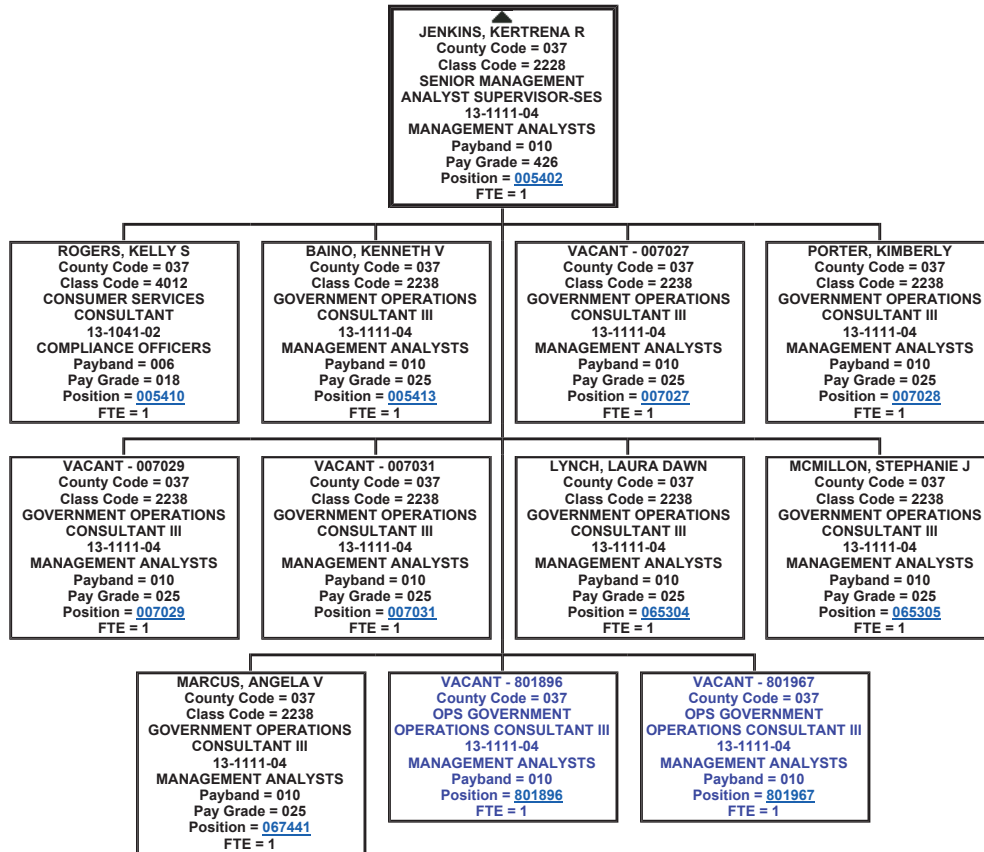 JENKINS, KERTRENA R
County Code = 037
Class Code = 2228
SENIOR MANAGEMENT
ANALYST SUPERVISOR-SES
13-1111-04
MANAGEMENT ANALYSTS
Payband = 010
Pay Grade = 426
Position = 005402
FTE = 1
ROGERS, KELLY S
County Code = 037
Class Code = 4012
CONSUMER SERVICES
CONSULTANT
13-1041-02
COMPLIANCE OFFICERS
Payband = 006
Pay Grade = 018
Position = 005410
FTE = 1
BAINO, KENNETH V
County Code = 037
Class Code = 2238
GOVERNMENT OPERATIONS
CONSULTANT III
13-1111-04
MANAGEMENT ANALYSTS
Payband = 010
Pay Grade = 025
Position = 005413
FTE = 1
VACANT - 007027
County Code = 037
Class Code = 2238
GOVERNMENT OPERATIONS
CONSULTANT III
13-1111-04
MANAGEMENT ANALYSTS
Payband = 010
Pay Grade = 025
Position = 007027
FTE = 1
PORTER, KIMBERLY
County Code = 037
Class Code = 2238
GOVERNMENT OPERATIONS
CONSULTANT III
13-1111-04
MANAGEMENT ANALYSTS
Payband = 010
Pay Grade = 025
Position = 007028
FTE = 1
VACANT - 007029
County Code = 037
Class Code = 2238
GOVERNMENT OPERATIONS
CONSULTANT III
13-1111-04
MANAGEMENT ANALYSTS
Payband = 010
Pay Grade = 025
Position = 007029
FTE = 1
VACANT - 007031
County Code = 037
Class Code = 2238
GOVERNMENT OPERATIONS
CONSULTANT III
13-1111-04
MANAGEMENT ANALYSTS
Payband = 010
Pay Grade = 025
Position = 007031
FTE = 1
LYNCH, LAURA DAWN
County Code = 037
Class Code = 2238
GOVERNMENT OPERATIONS
CONSULTANT III
13-1111-04
MANAGEMENT ANALYSTS
Payband = 010
Pay Grade = 025
Position = 065304
FTE = 1
MCMILLON, STEPHANIE J
County Code = 037
Class Code = 2238
GOVERNMENT OPERATIONS
CONSULTANT III
13-1111-04
MANAGEMENT ANALYSTS
Payband = 010
Pay Grade = 025
Position = 065305
FTE = 1
MARCUS, ANGELA V
County Code = 037
Class Code = 2238
GOVERNMENT OPERATIONS
CONSULTANT III
13-1111-04
MANAGEMENT ANALYSTS
Payband = 010
Pay Grade = 025
Position = 067441
FTE = 1
VACANT - 801896
County Code = 037
OPS GOVERNMENT
OPERATIONS CONSULTANT III
13-1111-04
MANAGEMENT ANALYSTS
Payband = 010
Position = 801896
FTE = 1
VACANT - 801967
County Code = 037
OPS GOVERNMENT
OPERATIONS CONSULTANT III
13-1111-04
MANAGEMENT ANALYSTS
Payband = 010
Position = 801967
FTE = 1